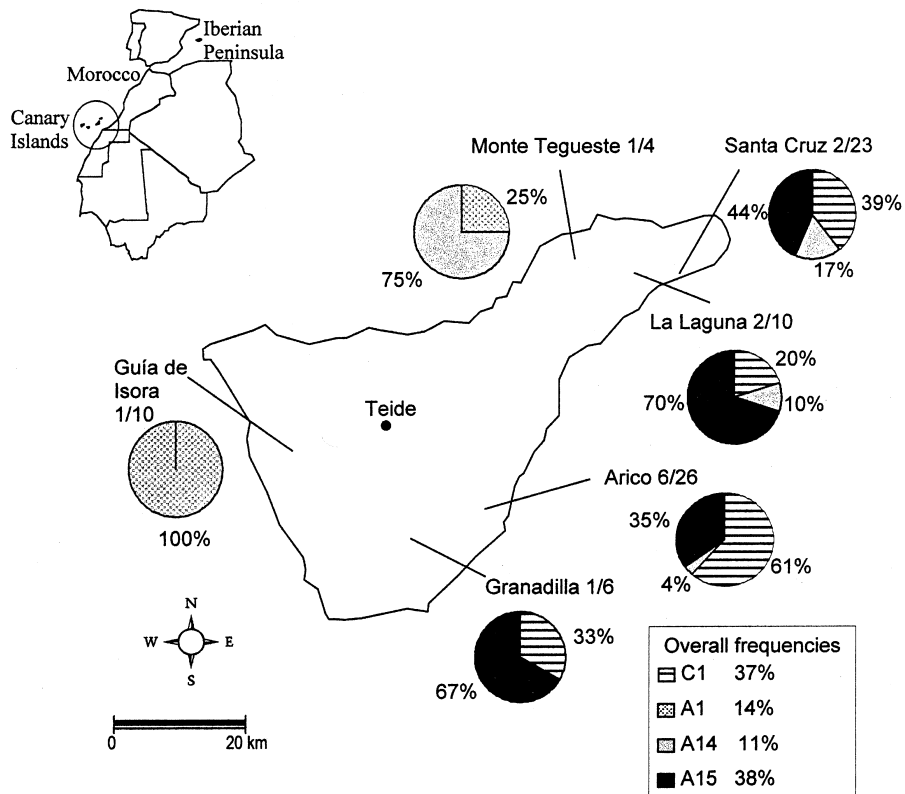 Iberian
Peninsula
Morocco
Canary
Islands
Monte Tegueste 1/4
25%
75%
Santa Cruz 2/23
44%
39%
17%
La Laguna 2/10
20%
70%
10%
Guía de
Isora
1/10
100%
Teide
Arico 6/26
35%
61%
4%
Granadilla 1/6
33%
67%
N
W
E
S
0
20 km
Overall frequencies
C1 37%
A1 14%
A14 11%
A15 38%